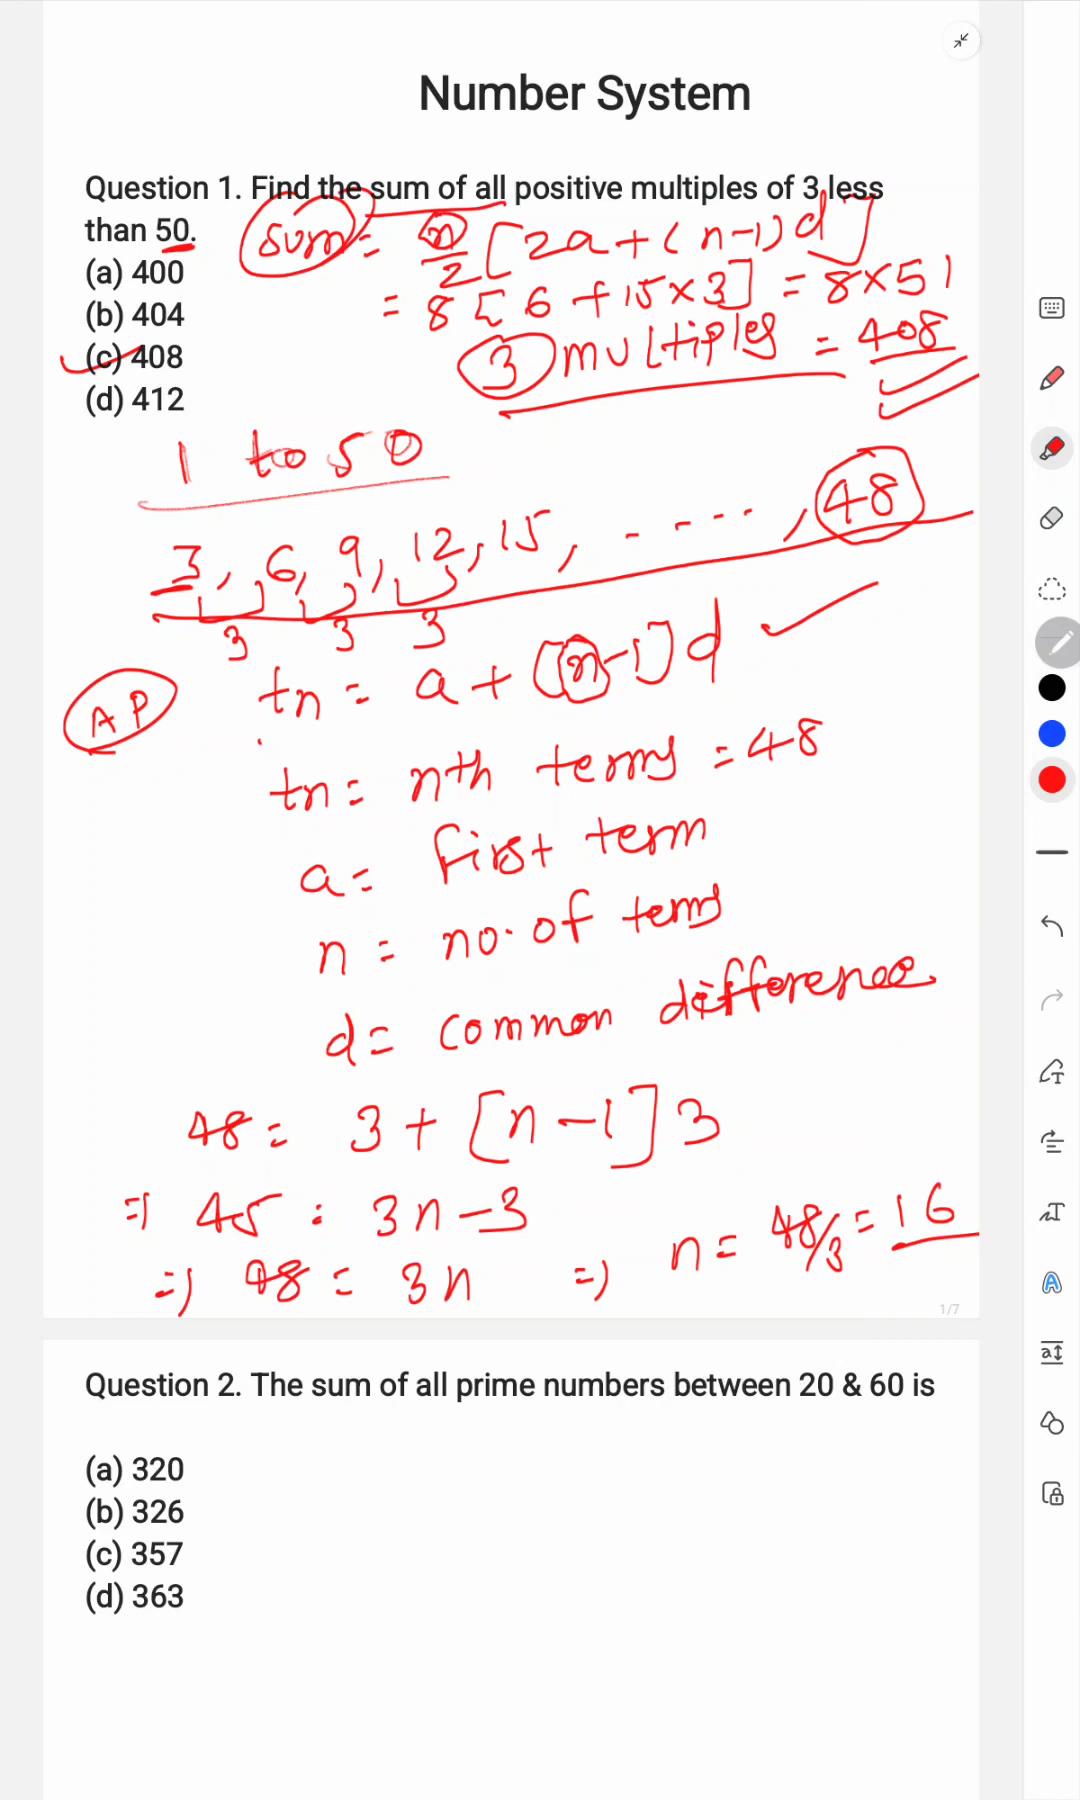 Number System
Question 1. Find the sum of all positive multiples of 3 less
than 50.
(a) 400
(b) 404
(c) 408
(d) 412
sum = n/2 [2a + (n-1) d]
= 8 [6 + 15 x 3] = 8 x 51
3 multiples = 408
1 to 50
3, 6, 9, 12, 15, - - - - - , 48
3 3 3
AP
tn = a + [n-1] d
tn = nth terms = 48
a = first term
n = no. of terms
d = common difference
48 = 3 + [n-1] 3
=) 45 = 3n - 3
=) 48 = 3n =) n = 48/3 = 16
1/7
Question 2. The sum of all prime numbers between 20 & 60 is
(a) 320
(b) 326
(c) 357
(d) 363